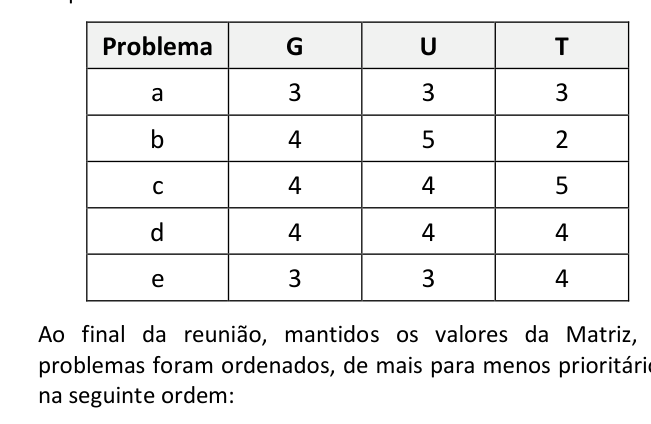 Problema G U T
a 3 3 3
b 4 5 2
c 4 4 5
d 4 4 4
e 3 3 4
Ao final da reunião, mantidos os valores da Matriz,
problemas foram ordenados, de mais para menos
na seguinte ordem: